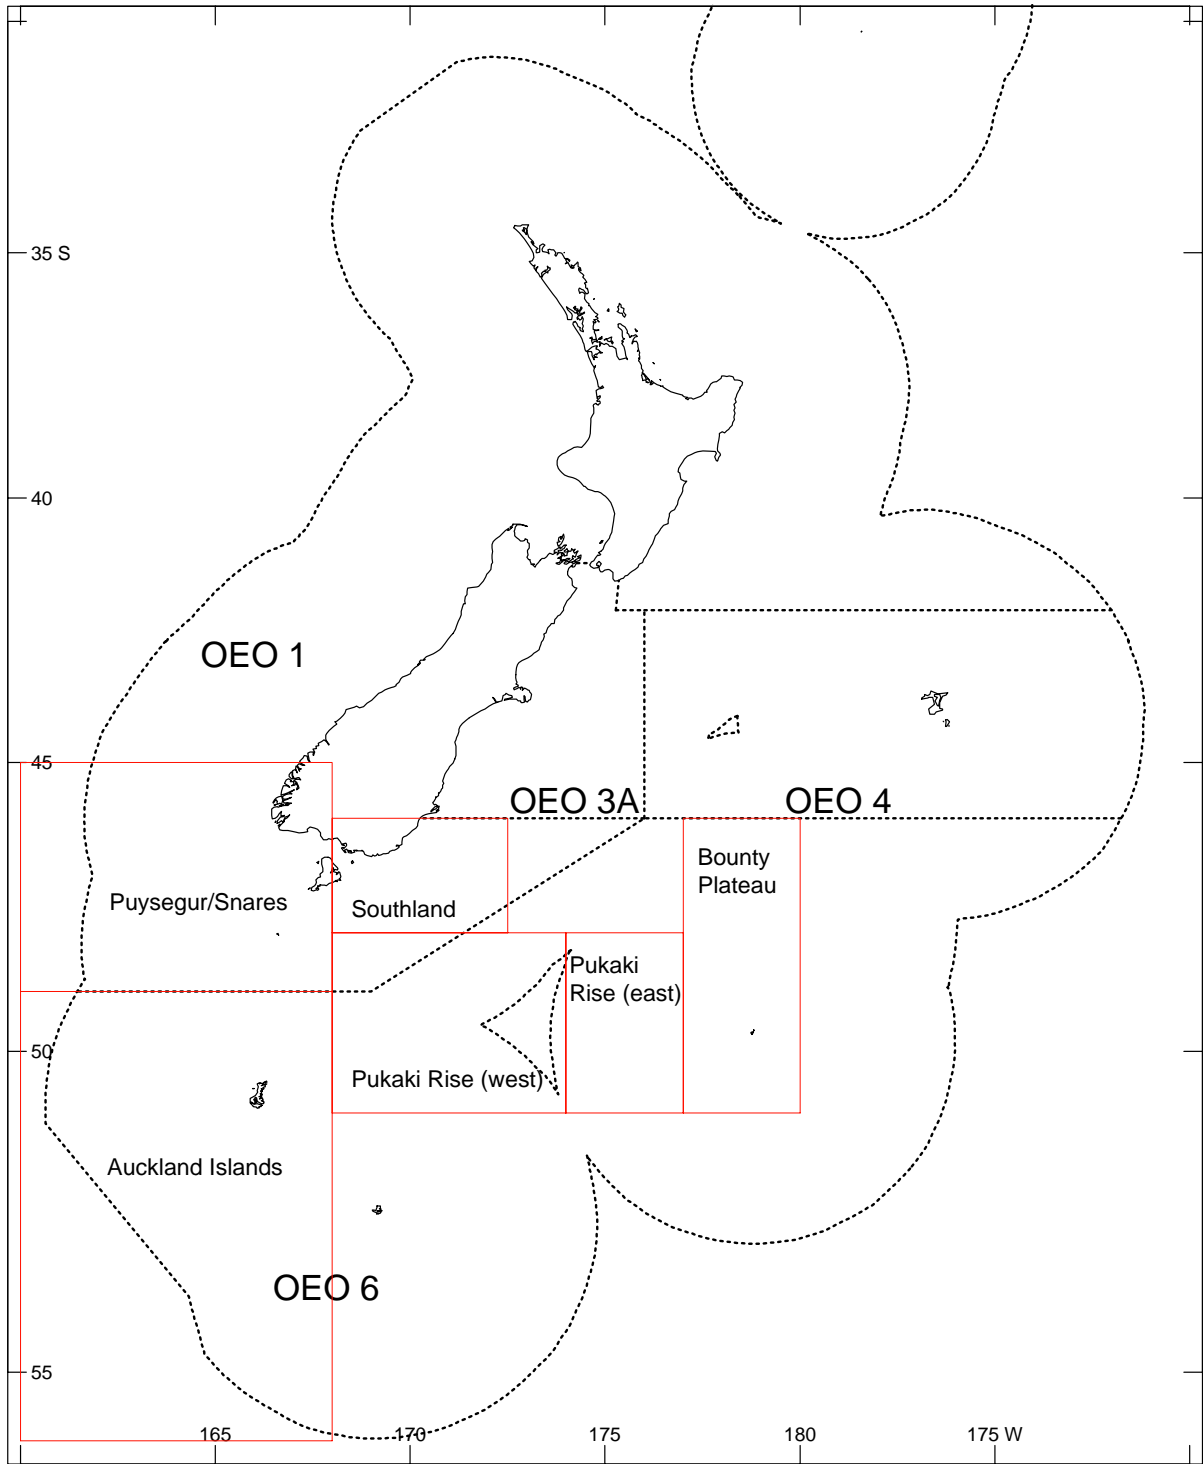 35 S
40
OEO 1
45
OEO 3A
OEO 4
Bounty
Plateau
Puysegur/Snares
Southland
Pukaki
Rise (east)
50
Pukaki Rise (west)
Auckland Islands
OEO 6
55
165
170
175
180
175 W